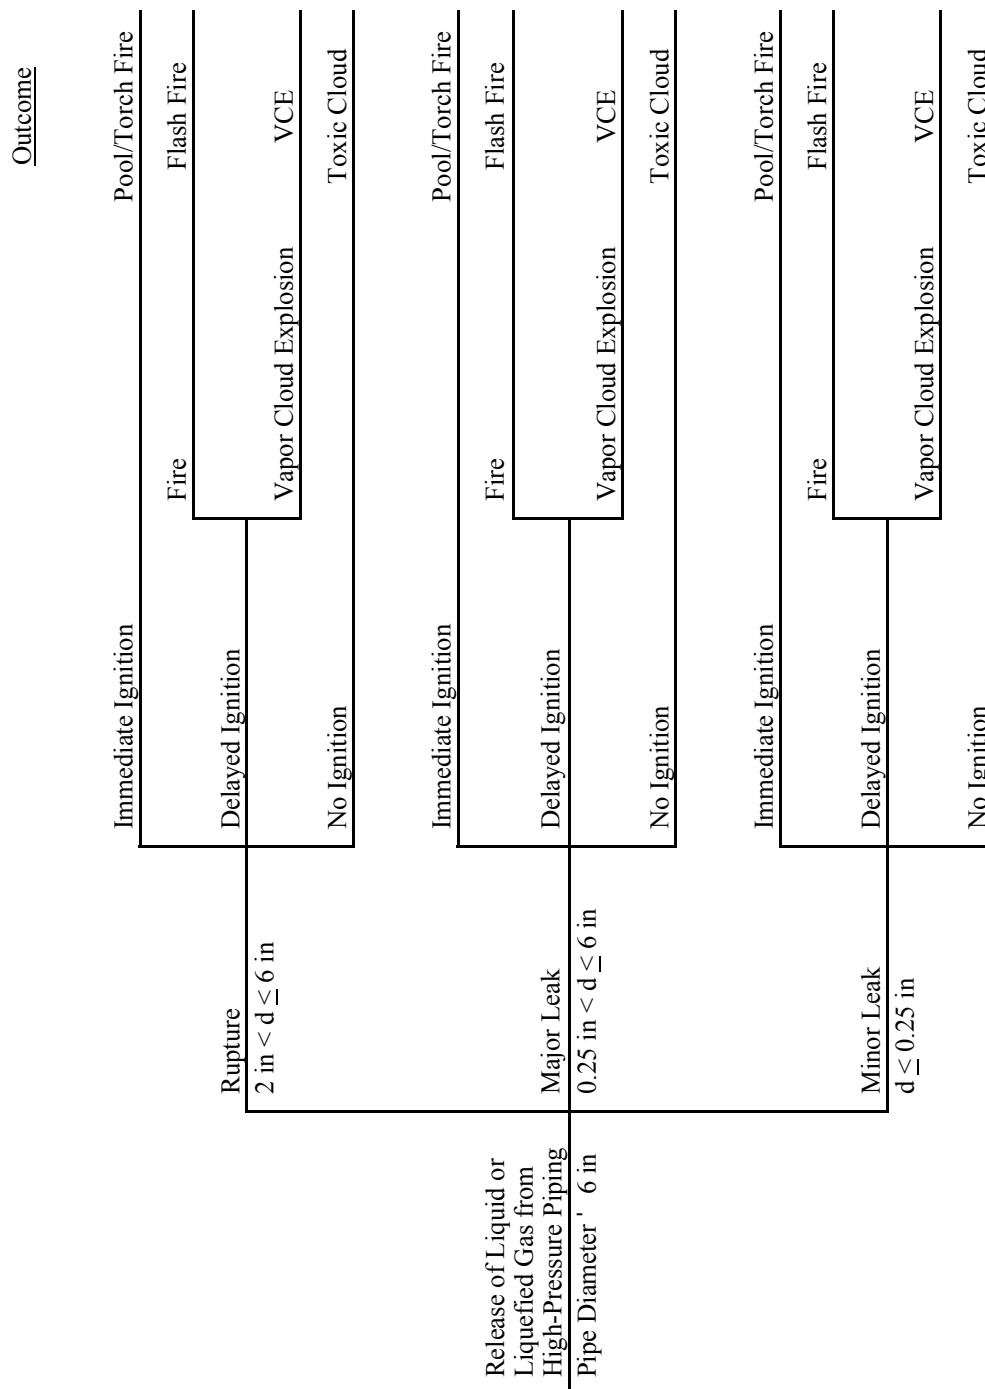 Outcome
Release of Liquid or
Liquefied Gas from
High-Pressure Piping
Pipe Diameter ' 6 in
Rupture
2 in < d ≤ 6 in
Immediate Ignition
Pool/Torch Fire
Delayed Ignition
Fire
Flash Fire
Vapor Cloud Explosion
VCE
No Ignition
Toxic Cloud
Major Leak
0.25 in < d ≤ 6 in
Immediate Ignition
Pool/Torch Fire
Delayed Ignition
Fire
Flash Fire
Vapor Cloud Explosion
VCE
No Ignition
Toxic Cloud
Minor Leak
d ≤ 0.25 in
Immediate Ignition
Pool/Torch Fire
Delayed Ignition
Fire
Flash Fire
Vapor Cloud Explosion
VCE
No Ignition
Toxic Cloud